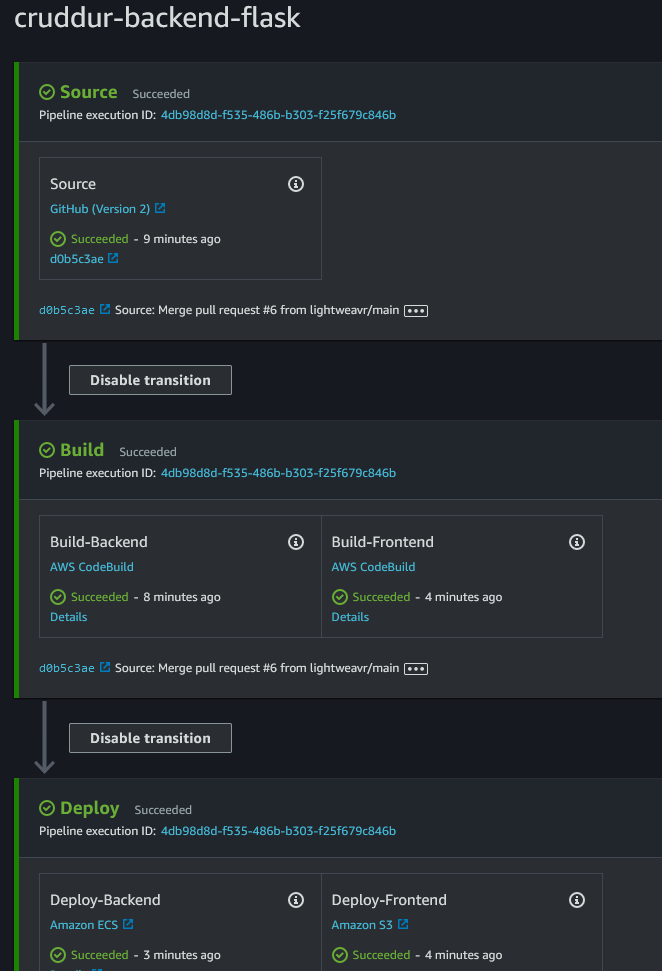 cruddur-backend-flask
Source Succeeded
Pipeline execution ID: 4db98d8d-f535-486b-b303-f25f679c846b
Source
GitHub (Version 2)
Succeeded - 9 minutes ago
d0b5c3ae
d0b5c3ae Source: Merge pull request #6 from lightweavr/main
Disable transition
Build Succeeded
Pipeline execution ID: 4db98d8d-f535-486b-b303-f25f679c846b
Build-Backend
AWS CodeBuild
Succeeded - 8 minutes ago
Details
Build-Frontend
AWS CodeBuild
Succeeded - 4 minutes ago
Details
d0b5c3ae Source: Merge pull request #6 from lightweavr/main
Disable transition
Deploy Succeeded
Pipeline execution ID: 4db98d8d-f535-486b-b303-f25f679c846b
Deploy-Backend
Amazon ECS
Succeeded - 3 minutes ago
Deploy-Frontend
Amazon S3
Succeeded - 4 minutes ago